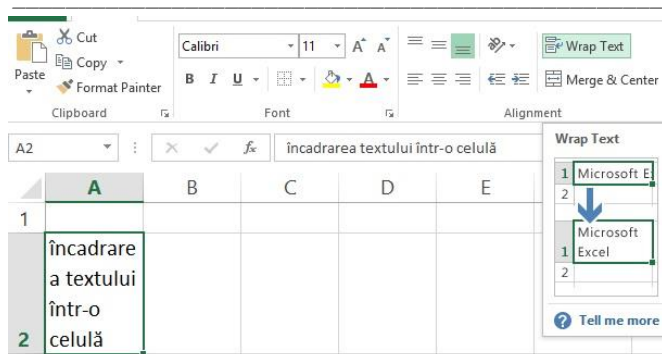 Cut
Copy
Paste
Format Painter
Clipboard
Calibri
11
A A
B I U
A
Font
Wrap Text
Merge & Center
Alignment
A2
fx
încadrarea textului într-o celulă
A B C D E
1
2
încadrare
a textului
într-o
celulă
Wrap Text
1 Microsoft E
2
Microsoft
1 Excel
2
Tell me more